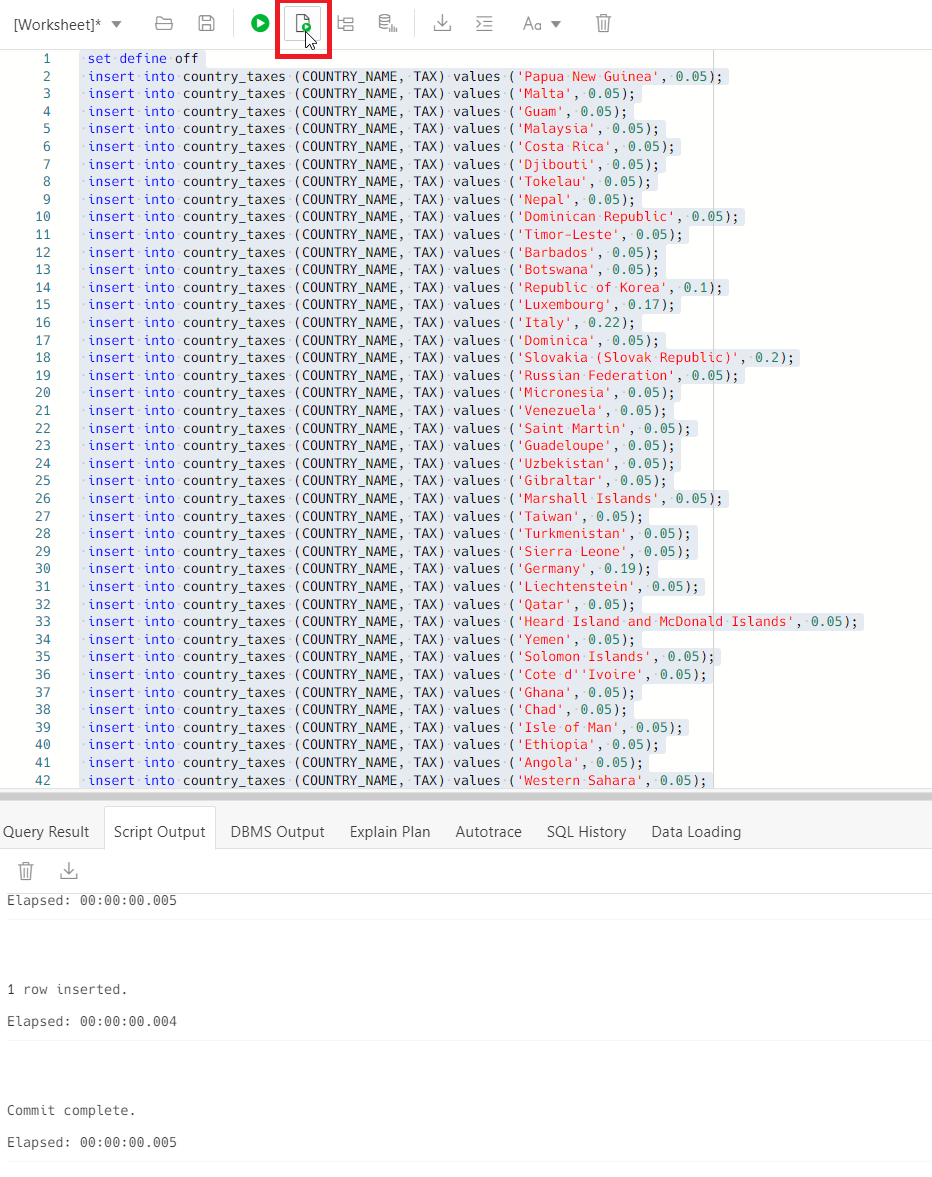 [Worksheet]*
Aa
1 set define off
2 insert into country_taxes (COUNTRY_NAME, TAX) values ('Papua New Guinea', 0.05);
3 insert into country_taxes (COUNTRY_NAME, TAX) values ('Malta', 0.05);
4 insert into country_taxes (COUNTRY_NAME, TAX) values ('Guam', 0.05);
5 insert into country_taxes (COUNTRY_NAME, TAX) values ('Malaysia', 0.05);
6 insert into country_taxes (COUNTRY_NAME, TAX) values ('Costa Rica', 0.05);
7 insert into country_taxes (COUNTRY_NAME, TAX) values ('Djibouti', 0.05);
8 insert into country_taxes (COUNTRY_NAME, TAX) values ('Tokelau', 0.05);
9 insert into country_taxes (COUNTRY_NAME, TAX) values ('Nepal', 0.05);
10 insert into country_taxes (COUNTRY_NAME, TAX) values ('Dominican Republic', 0.05);
11 insert into country_taxes (COUNTRY_NAME, TAX) values ('Timor-Leste', 0.05);
12 insert into country_taxes (COUNTRY_NAME, TAX) values ('Barbados', 0.05);
13 insert into country_taxes (COUNTRY_NAME, TAX) values ('Botswana', 0.05);
14 insert into country_taxes (COUNTRY_NAME, TAX) values ('Republic of Korea', 0.1);
15 insert into country_taxes (COUNTRY_NAME, TAX) values ('Luxembourg', 0.17);
16 insert into country_taxes (COUNTRY_NAME, TAX) values ('Italy', 0.22);
17 insert into country_taxes (COUNTRY_NAME, TAX) values ('Dominica', 0.05);
18 insert into country_taxes (COUNTRY_NAME, TAX) values ('Slovakia (Slovak Republic)', 0.2);
19 insert into country_taxes (COUNTRY_NAME, TAX) values ('Russian Federation', 0.05);
20 insert into country_taxes (COUNTRY_NAME, TAX) values ('Micronesia', 0.05);
21 insert into country_taxes (COUNTRY_NAME, TAX) values ('Venezuela', 0.05);
22 insert into country_taxes (COUNTRY_NAME, TAX) values ('Saint Martin', 0.05);
23 insert into country_taxes (COUNTRY_NAME, TAX) values ('Guadeloupe', 0.05);
24 insert into country_taxes (COUNTRY_NAME, TAX) values ('Uzbekistan', 0.05);
25 insert into country_taxes (COUNTRY_NAME, TAX) values ('Gibraltar', 0.05);
26 insert into country_taxes (COUNTRY_NAME, TAX) values ('Marshall Islands', 0.05);
27 insert into country_taxes (COUNTRY_NAME, TAX) values ('Taiwan', 0.05);
28 insert into country_taxes (COUNTRY_NAME, TAX) values ('Turkmenistan', 0.05);
29 insert into country_taxes (COUNTRY_NAME, TAX) values ('Sierra Leone', 0.05);
30 insert into country_taxes (COUNTRY_NAME, TAX) values ('Germany', 0.19);
31 insert into country_taxes (COUNTRY_NAME, TAX) values ('Liechtenstein', 0.05);
32 insert into country_taxes (COUNTRY_NAME, TAX) values ('Qatar', 0.05);
33 insert into country_taxes (COUNTRY_NAME, TAX) values ('Heard Island and McDonald Islands', 0.05);
34 insert into country_taxes (COUNTRY_NAME, TAX) values ('Yemen', 0.05);
35 insert into country_taxes (COUNTRY_NAME, TAX) values ('Solomon Islands', 0.05);
36 insert into country_taxes (COUNTRY_NAME, TAX) values ('Cote d''Ivoire', 0.05);
37 insert into country_taxes (COUNTRY_NAME, TAX) values ('Ghana', 0.05);
38 insert into country_taxes (COUNTRY_NAME, TAX) values ('Chad', 0.05);
39 insert into country_taxes (COUNTRY_NAME, TAX) values ('Isle of Man', 0.05);
40 insert into country_taxes (COUNTRY_NAME, TAX) values ('Ethiopia', 0.05);
41 insert into country_taxes (COUNTRY_NAME, TAX) values ('Angola', 0.05);
42 insert into country_taxes (COUNTRY_NAME, TAX) values ('Western Sahara', 0.05);
Query Result Script Output DBMS Output Explain Plan Autotrace SQL History Data Loading
Elapsed: 00:00:00.005
1 row inserted.
Elapsed: 00:00:00.004
Commit complete.
Elapsed: 00:00:00.005